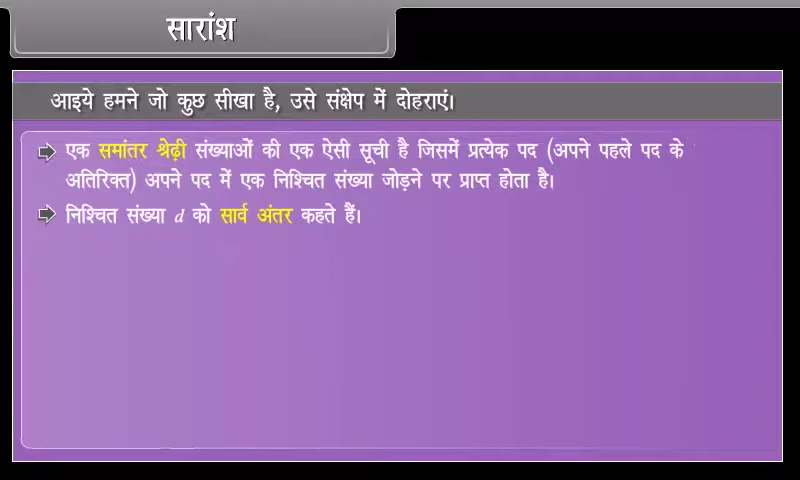 सारांश
आइये हमने जो कुछ सीखा है, उसे संक्षेप में दोहराएं।
एक समांतर श्रेढ़ी संख्याओं की एक ऐसी सूची है जिसमें प्रत्येक पद (अपने पहले पद के
अतिरिक्त) अपने पद में एक निश्चित संख्या जोड़ने पर प्राप्त होता है।
निश्चित संख्या d को सार्व अंतर कहते हैं।